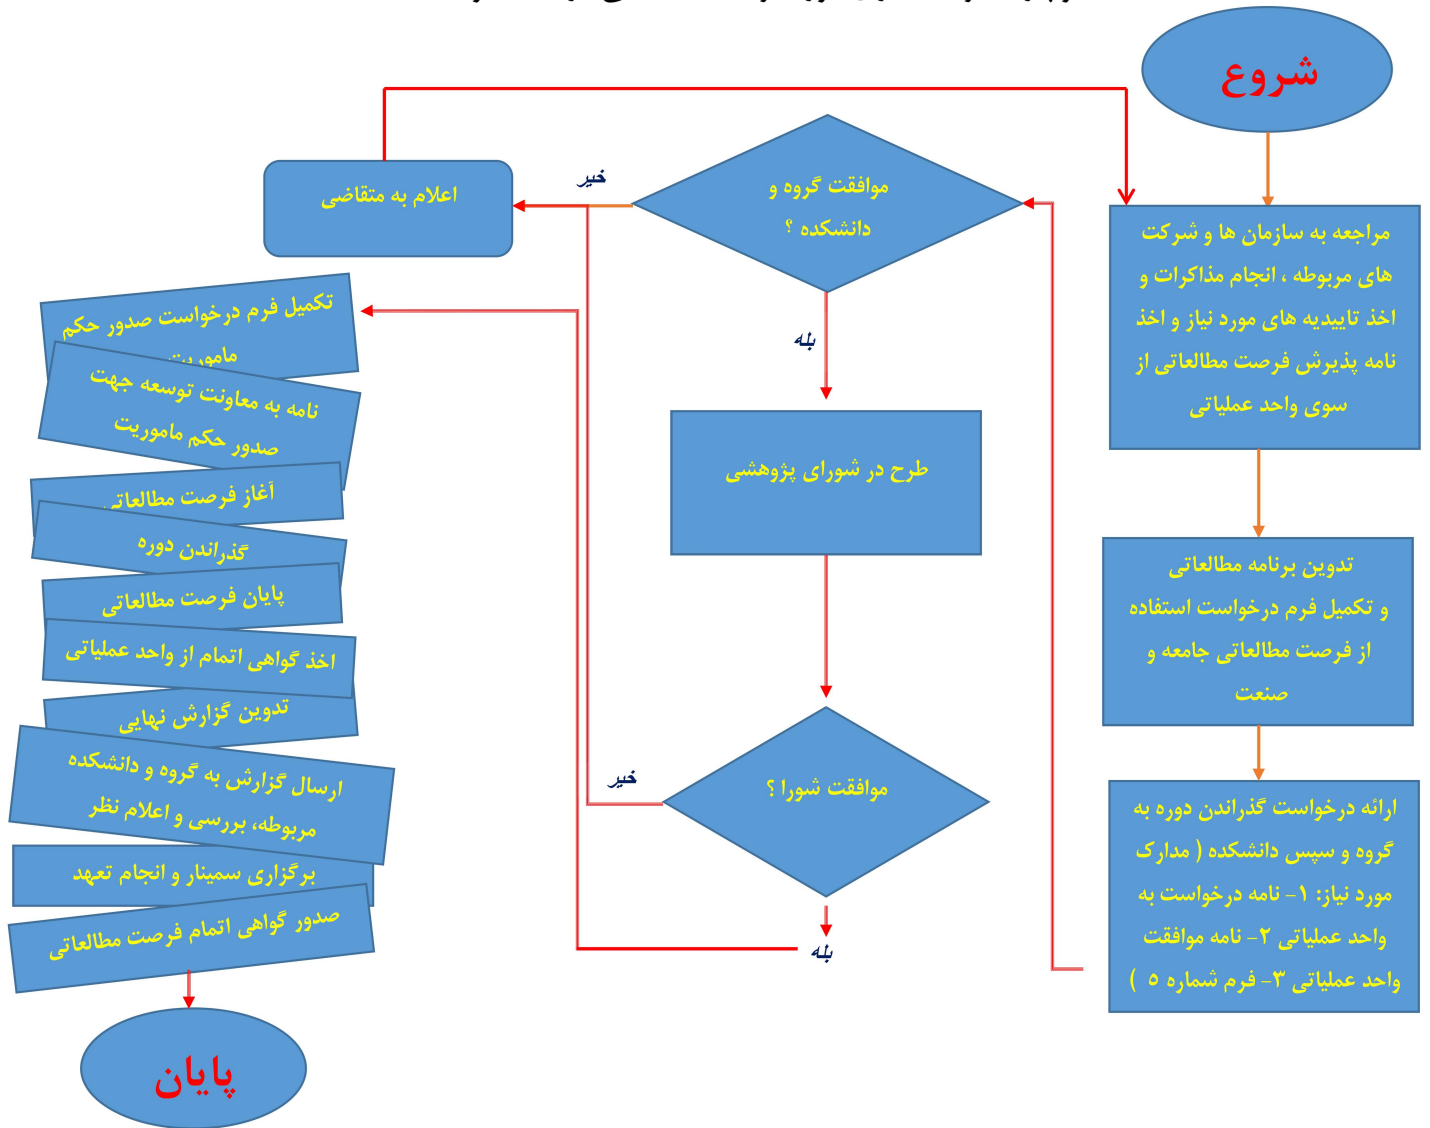 شروع
مراجعه به سازمان ها و شرکت
های مربوطه ، انجام مذاکرات و
اخذ تاییدیه های مورد نیاز و اخذ
نامه پذیرش فرصت مطالعاتی از
سوی واحد عملیاتی
تدوین برنامه مطالعاتی
و تکمیل فرم درخواست استفاده
از فرصت مطالعاتی جامعه و
صنعت
ارائه درخواست گذراندن دوره به
گروه و سپس دانشکده ( مدارک
مورد نیاز: ۱- نامه درخواست به
واحد عملیاتی ۲- نامه موافقت
واحد عملیاتی ۳- فرم شماره ۵ )
موافقت گروه و
دانشکده ؟
خیر
اعلام به متقاضی
بله
طرح در شورای پژوهشی
موافقت شورا ؟
خیر
بله
تکمیل فرم درخواست صدور حکم
ماموریت
نامه به معاونت توسعه جهت
صدور حکم ماموریت
آغاز فرصت مطالعاتی
گذراندن دوره
پایان فرصت مطالعاتی
اخذ گواهی اتمام از واحد عملیاتی
تدوین گزارش نهایی
ارسال گزارش به گروه و دانشکده
مربوطه، بررسی و اعلام نظر
برگزاری سمینار و انجام تعهد
صدور گواهی اتمام فرصت مطالعاتی
پایان